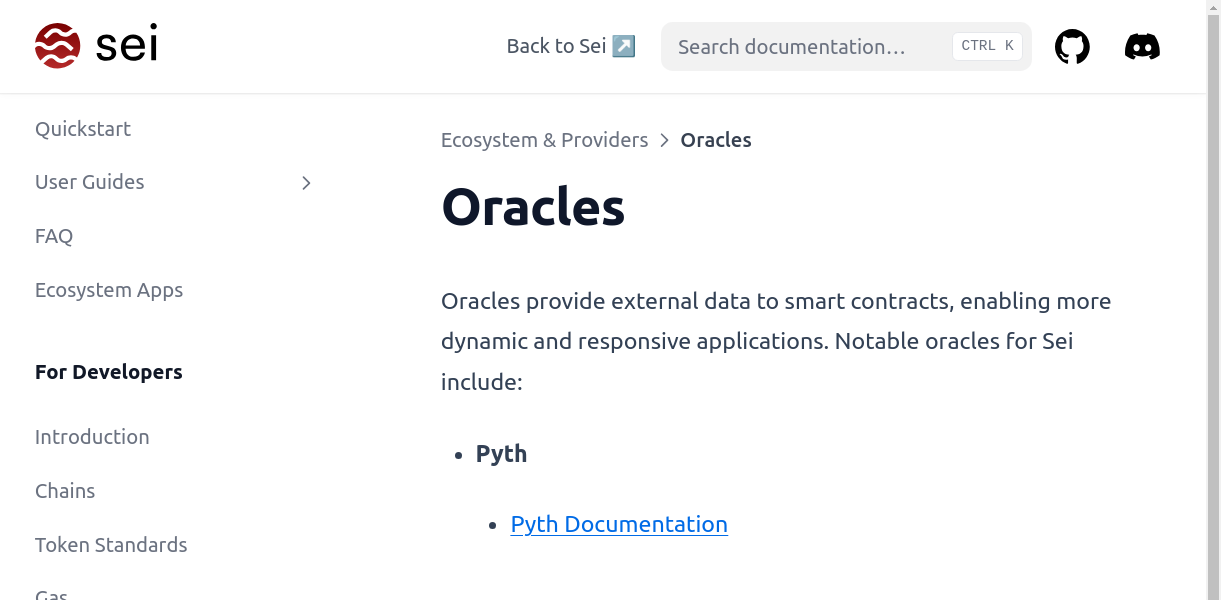 sei
Back to Sei ↗️
Search documentation…
CTRL K
Quickstart
User Guides
FAQ
Ecosystem Apps
For Developers
Introduction
Chains
Token Standards
Gas
Ecosystem & Providers > Oracles
Oracles
Oracles provide external data to smart contracts, enabling more
dynamic and responsive applications. Notable oracles for Sei
include:
• Pyth
• Pyth Documentation